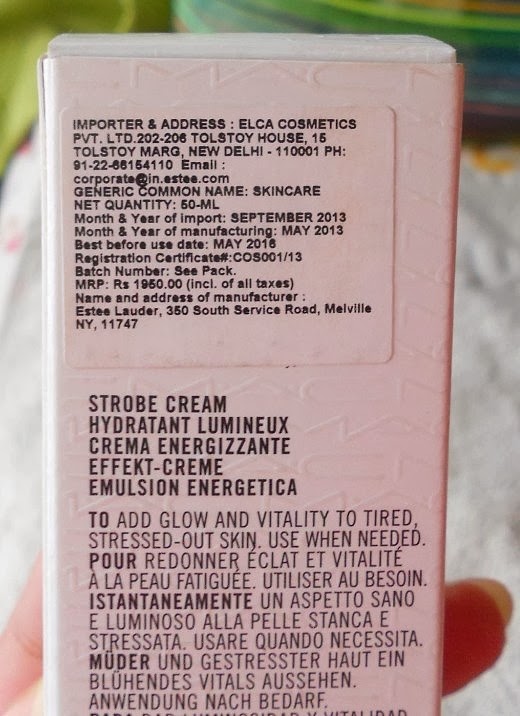 IMPORTER & ADDRESS : ELCA COSMETICS
PVT. LTD.202-206 TOLSTOY HOUSE, 15
TOLSTOY MARG, NEW DELHI - 110001 PH:
91-22-66154110 Email :
corporate@in.estee.com
GENERIC COMMON NAME: SKINCARE
NET QUANTITY: 50-ML
Month & Year of import: SEPTEMBER 2013
Month & Year of manufacturing: MAY 2013
Best before use date: MAY 2016
Registration Certificate#:COS001/13
Batch Number: See Pack.
MRP: Rs 1950.00 (incl. of all taxes)
Name and address of manufacturer :
Estee Lauder, 350 South Service Road, Melville
NY, 11747
STROBE CREAM
HYDRATANT LUMINEUX
CREMA ENERGIZZANTE
EFFEKT-CREME
EMULSION ENERGETICA
TO ADD GLOW AND VITALITY TO TIRED,
STRESSED-OUT SKIN. USE WHEN NEEDED.
POUR REDONNER ÉCLAT ET VITALITÉ
À LA PEAU FATIGUÉE. UTILISER AU BESOIN.
ISTANTANEAMENTE UN ASPETTO SANO
E LUMINOSO ALLA PELLE STANCA E
STRESSATA. USARE QUANDO NECESSITA.
MÜDER UND GESTRESSTER HAUT EIN
BLÜHENDES VITALS AUSSEHEN.
ANWENDUNG NACH BEDARF.
PARA DAR LUMINOSIDAD Y VITALIDAD